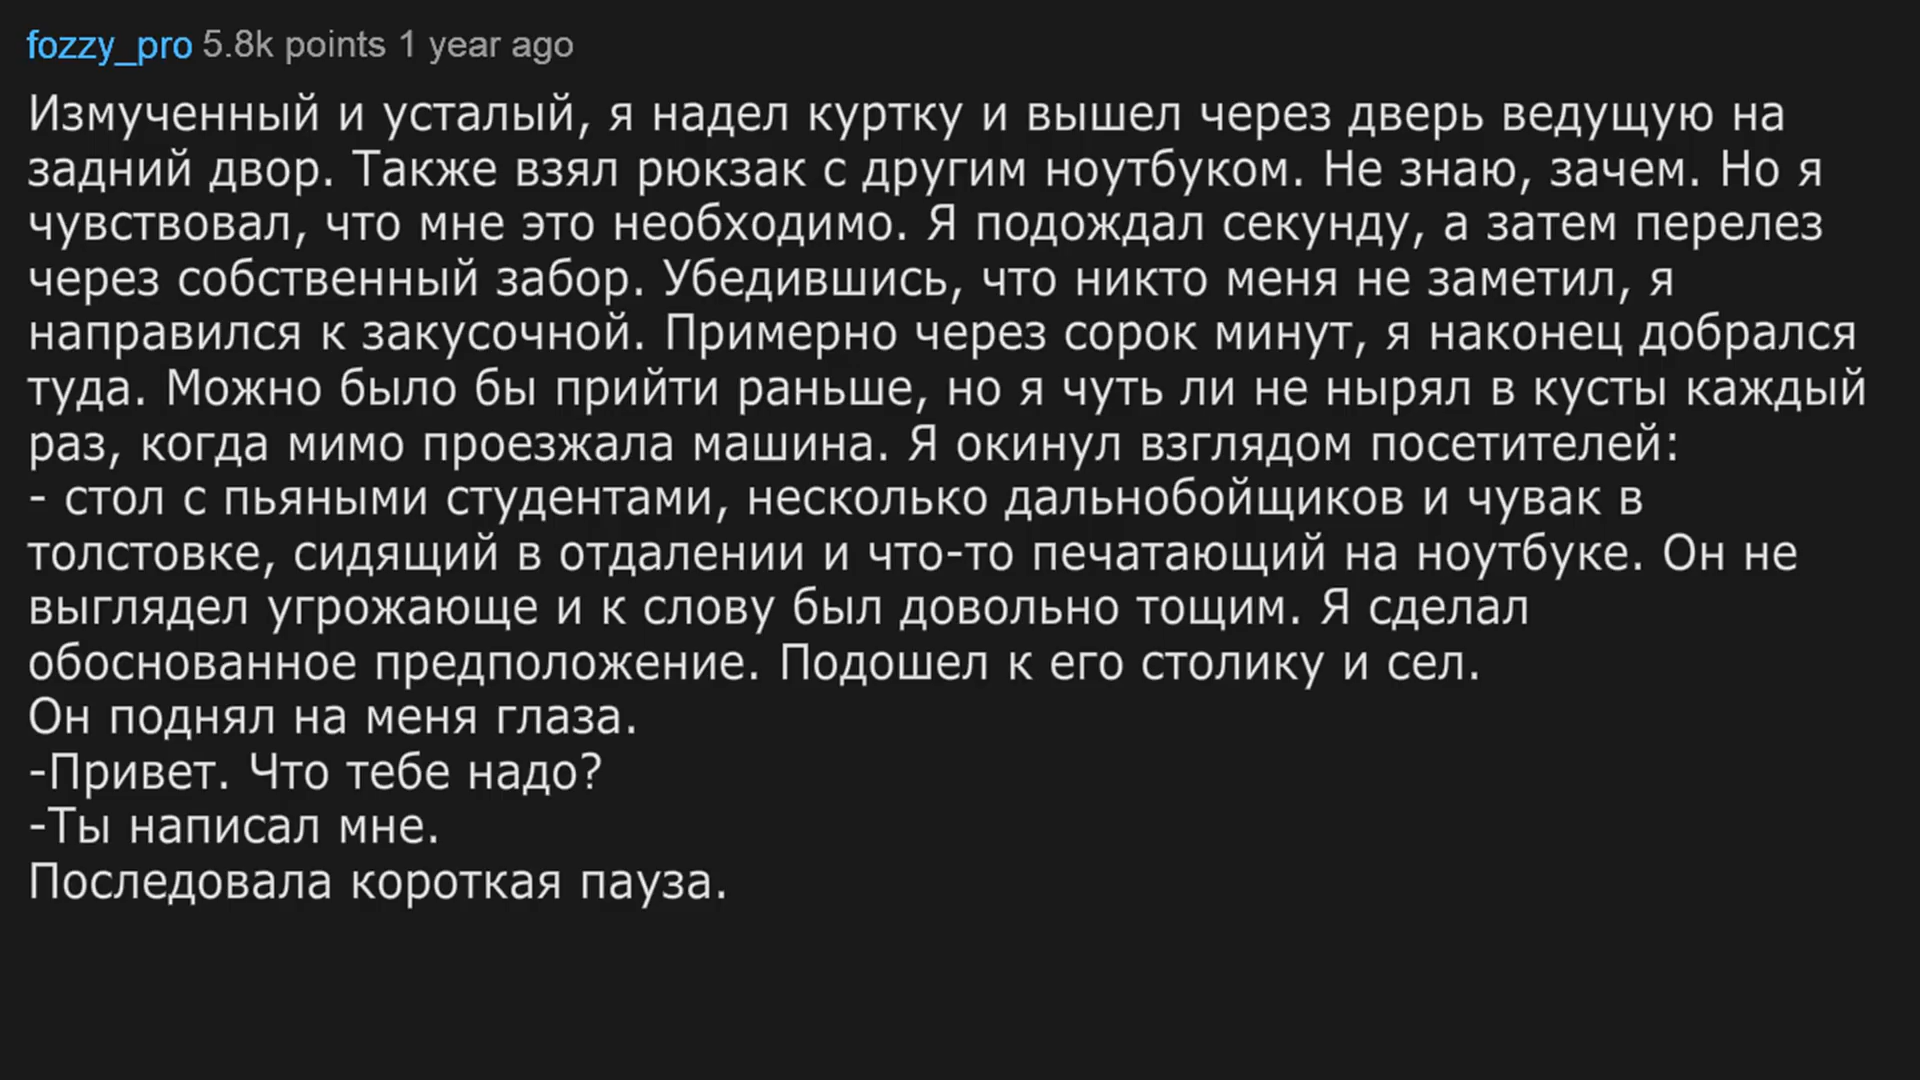 fozzy_pro 5.8k points 1 year ago
Измученный и усталый, я надел куртку и вышел через дверь ведущую на
задний двор. Также взял рюкзак с другим ноутбуком. Не знаю, зачем. Но я
чувствовал, что мне это необходимо. Я подождал секунду, а затем перелез
через собственный забор. Убедившись, что никто меня не заметил, я
направился к закусочной. Примерно через сорок минут, я наконец добрался
туда. Можно было бы прийти раньше, но я чуть ли не нырял в кусты каждый
раз, когда мимо проезжала машина. Я окинул взглядом посетителей:
- стол с пьяными студентами, несколько дальнобойщиков и чувак в
толстовке, сидящий в отдалении и что-то печатающий на ноутбуке. Он не
выглядел угрожающе и к слову был довольно тощим. Я сделал
обоснованное предположение. Подошел к его столику и сел.
Он поднял на меня глаза.
-Привет. Что тебе надо?
-Ты написал мне.
Последовала короткая пауза.